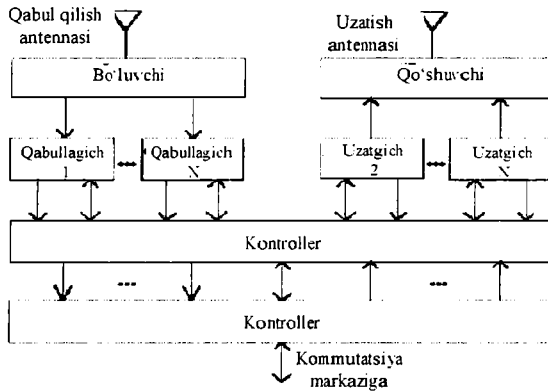 Qabul qilish
antennasi
Uzatish
antennasi
Bo'luvchi
Qo'shuvchi
Qabullagich
1
Qabullagich
N
Uzatgich
2
Uzatgich
N
Kontroller
Kontroller
Kommutatsiya
markaziga